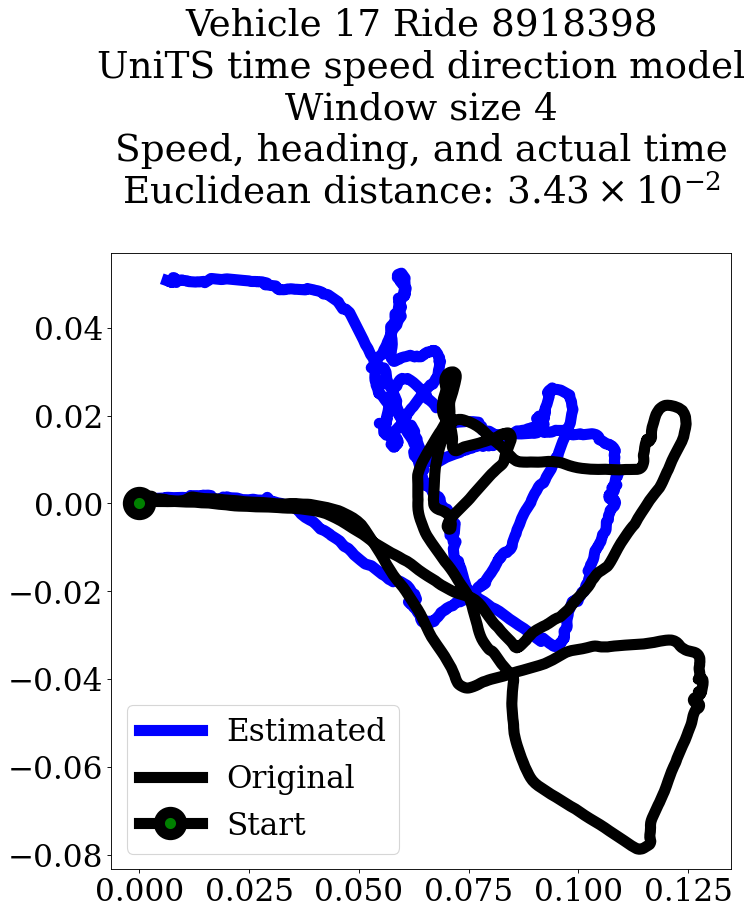 Vehicle 17 Ride 8918398
UniTS time speed direction model
Window size 4
Speed, heading, and actual time
Euclidean distance: 3.43 × 10⁻²
0.04
0.02
0.00
−0.02
−0.04
−0.06
−0.08
Estimated
Original
Start
0.000 0.025 0.050 0.075 0.100 0.125